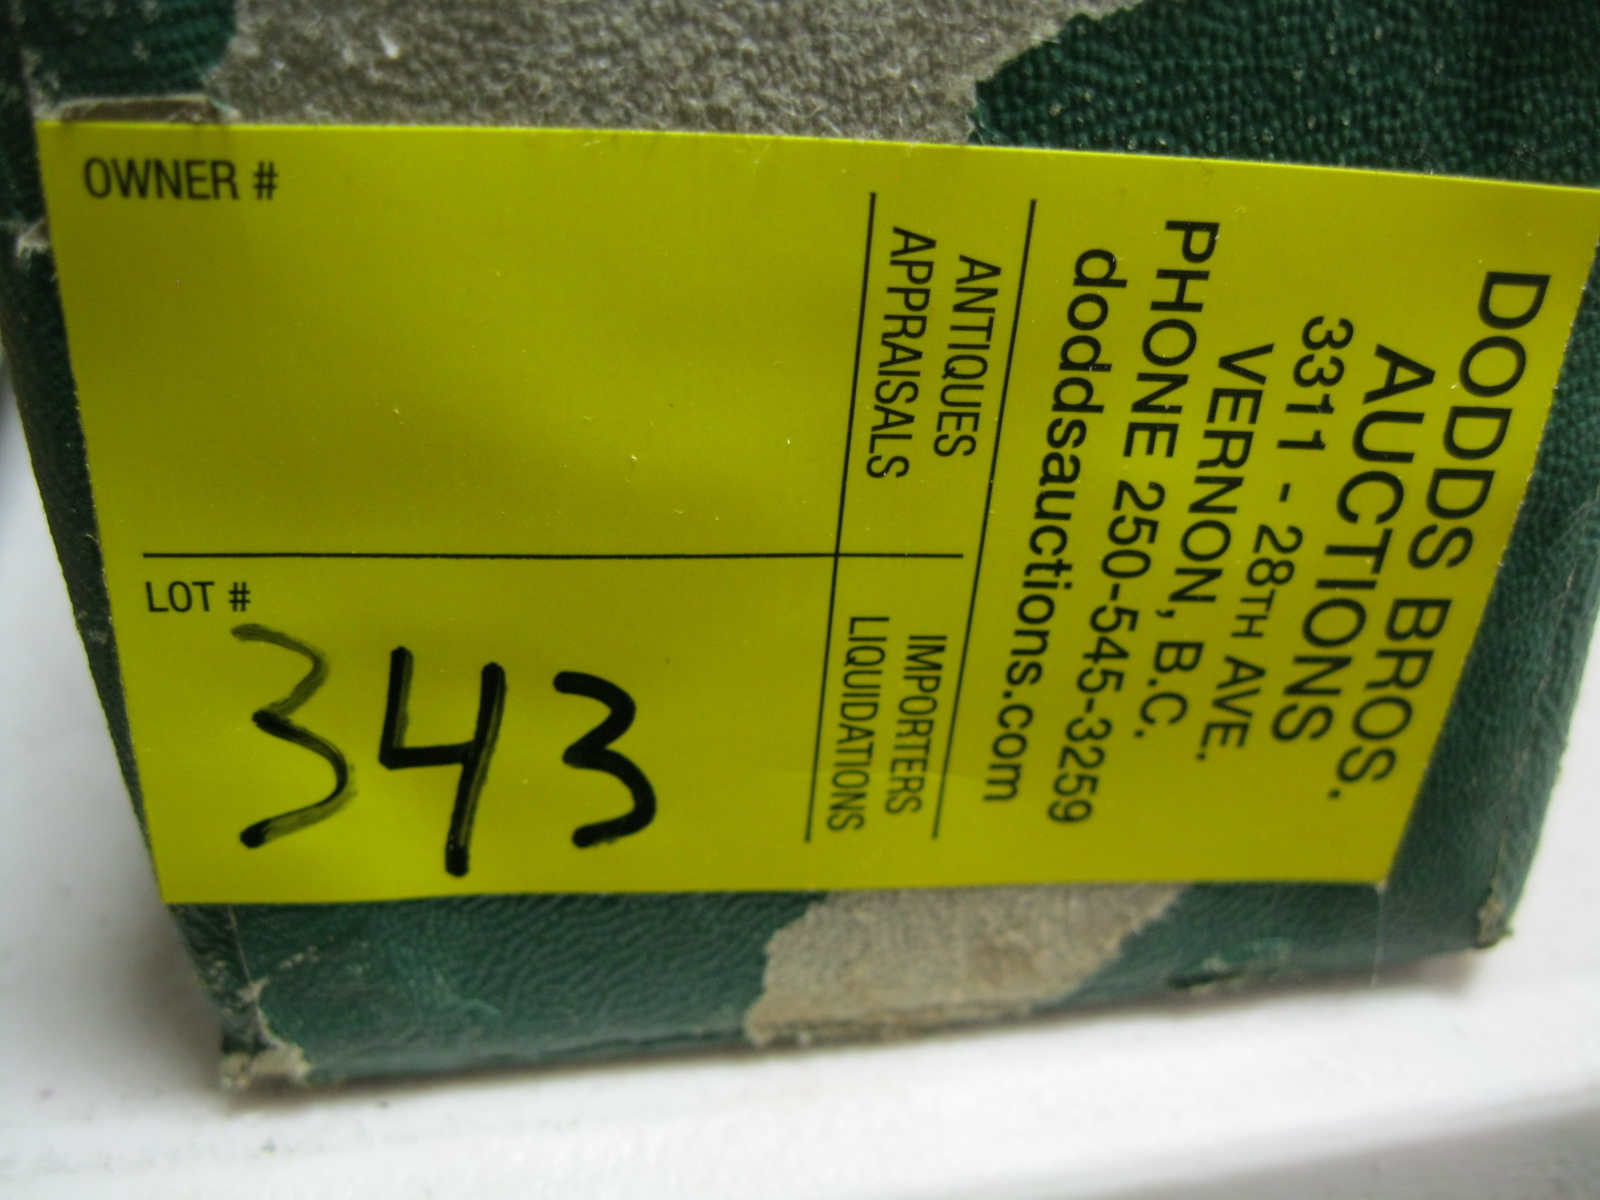 DODDS BROS.
AUCTIONS
3311 - 28TH AVE.
VERNON, B.C.
PHONE 250-545-3259
doddsauctions.com
ANTIQUES
APPRAISALS
IMPORTERS
LIQUIDATIONS
OWNER #
LOT #
343